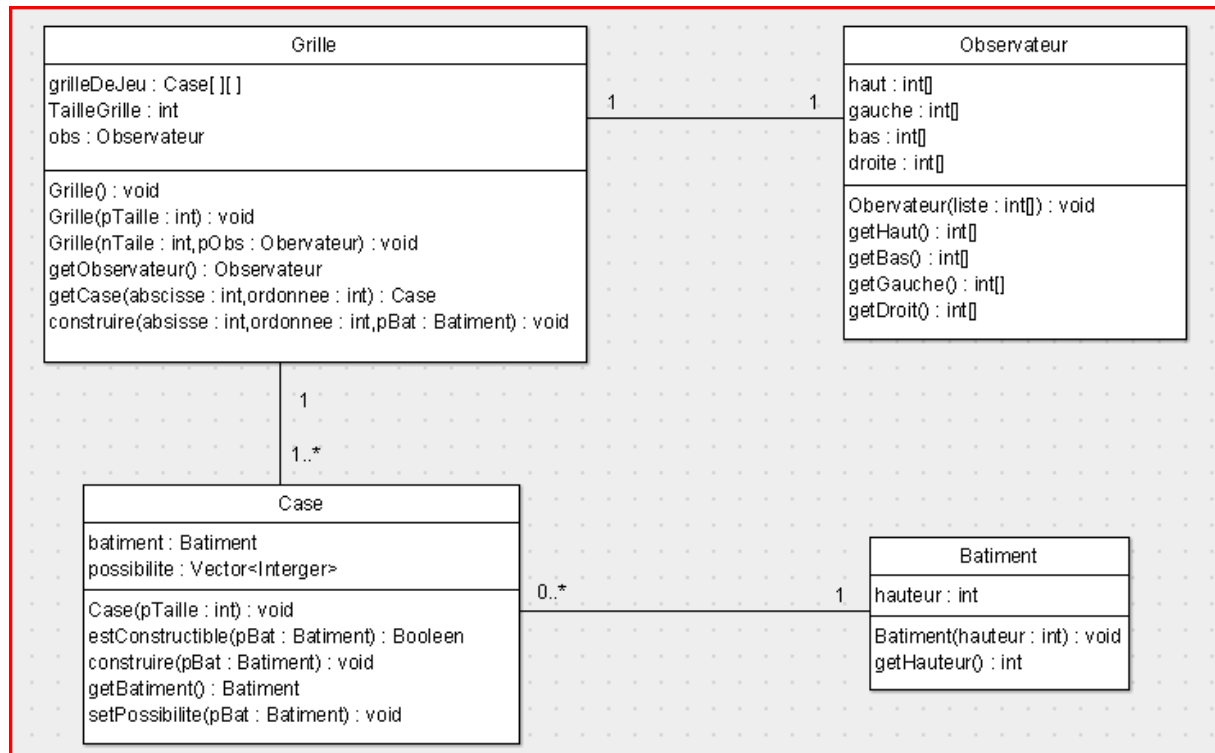 Grille
grilleDeJeu : Case[ ][ ]
TailleGrille : int
obs : Observateur
Grille() : void
Grille(pTaille : int) : void
Grille(nTaile : int,pObs : Obervateur) : void
getObservateur() : Observateur
getCase(abscisse : int,ordonnee : int) : Case
construire(absisse : int,ordonnee : int,pBat : Batiment) : void
1
1
Observateur
haut : int[]
gauche : int[]
bas : int[]
droite : int[]
Obervateur(liste : int[]) : void
getHaut() : int[]
getBas() : int[]
getGauche() : int[]
getDroit() : int[]
1
1..*
Case
batiment : Batiment
possibilite : Vector<Interger>
Case(pTaille : int) : void
estConstructible(pBat : Batiment) : Booleen
construire(pBat : Batiment) : void
getBatiment() : Batiment
setPossibilite(pBat : Batiment) : void
0..*
1
Batiment
hauteur : int
Batiment(hauteur : int) : void
getHauteur() : int